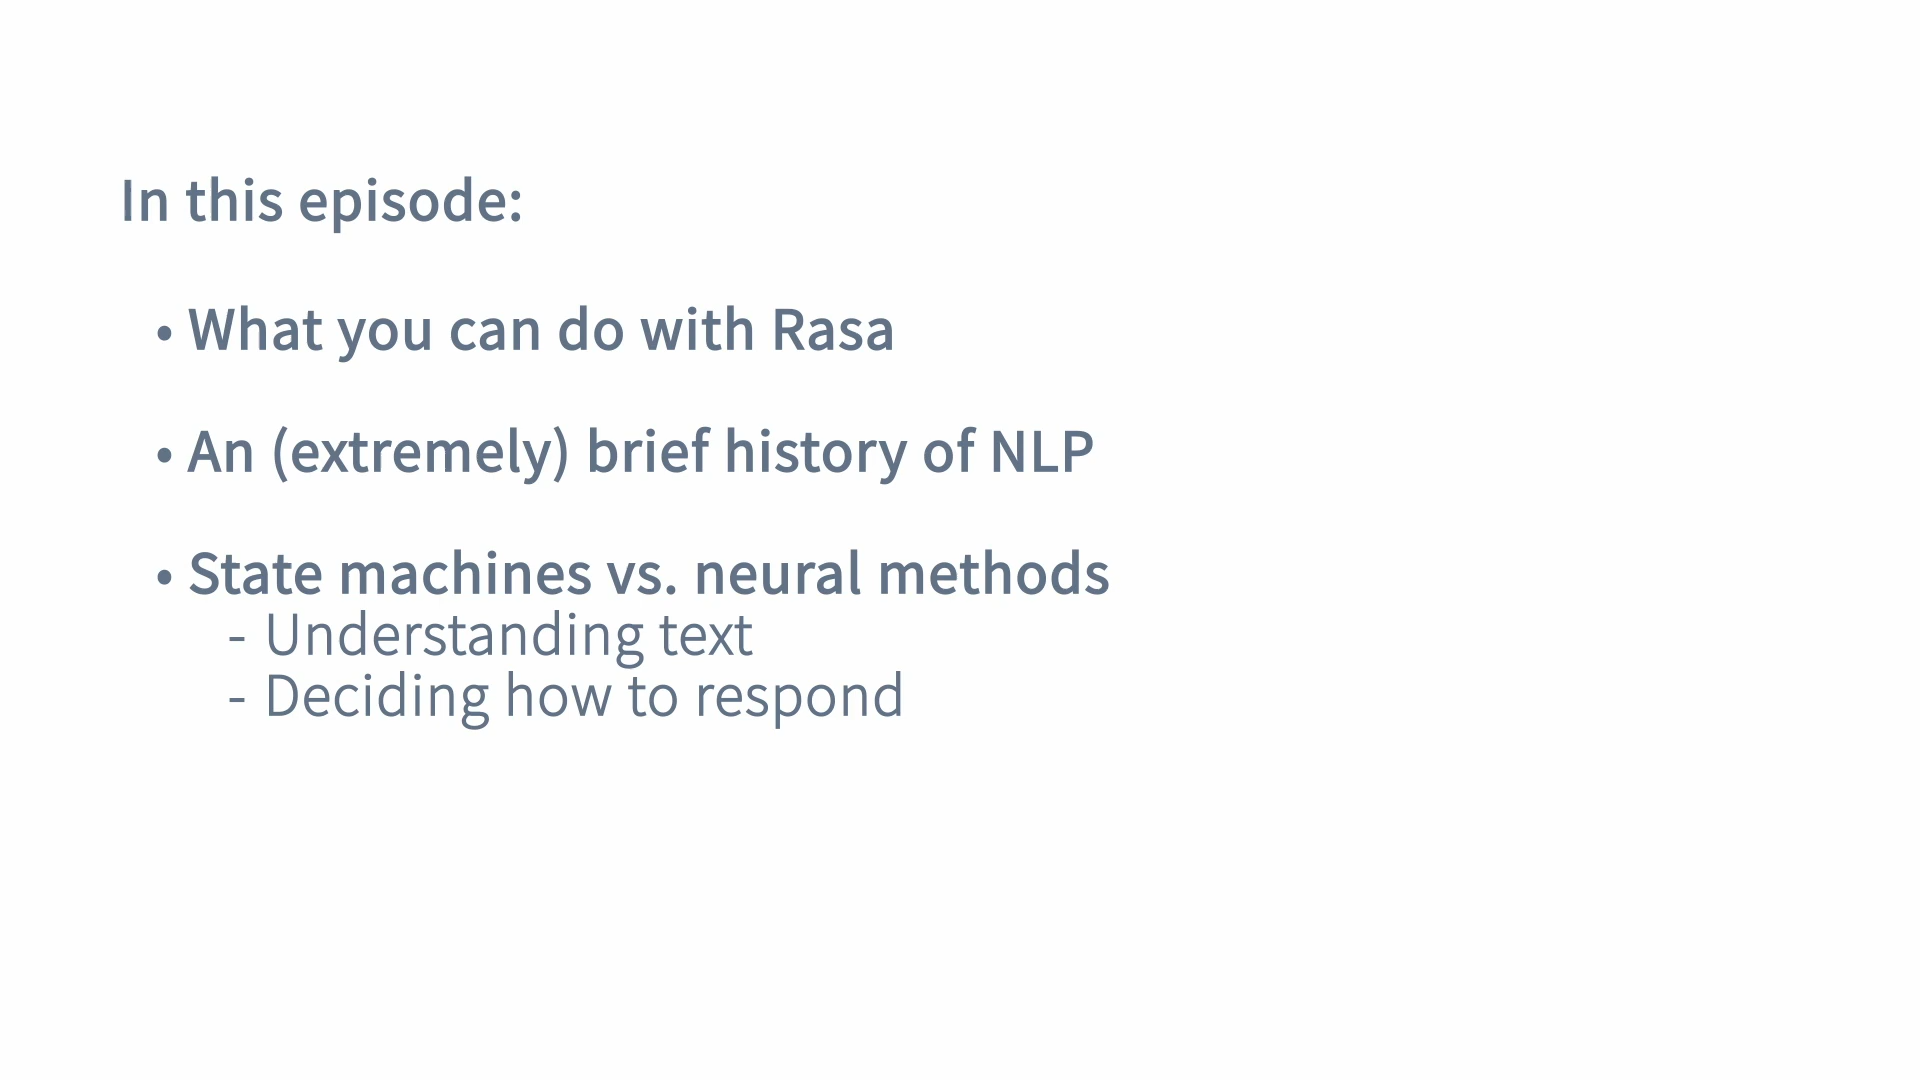 In this episode:
• What you can do with Rasa
• An (extremely) brief history of NLP
• State machines vs. neural methods
- Understanding text
- Deciding how to respond